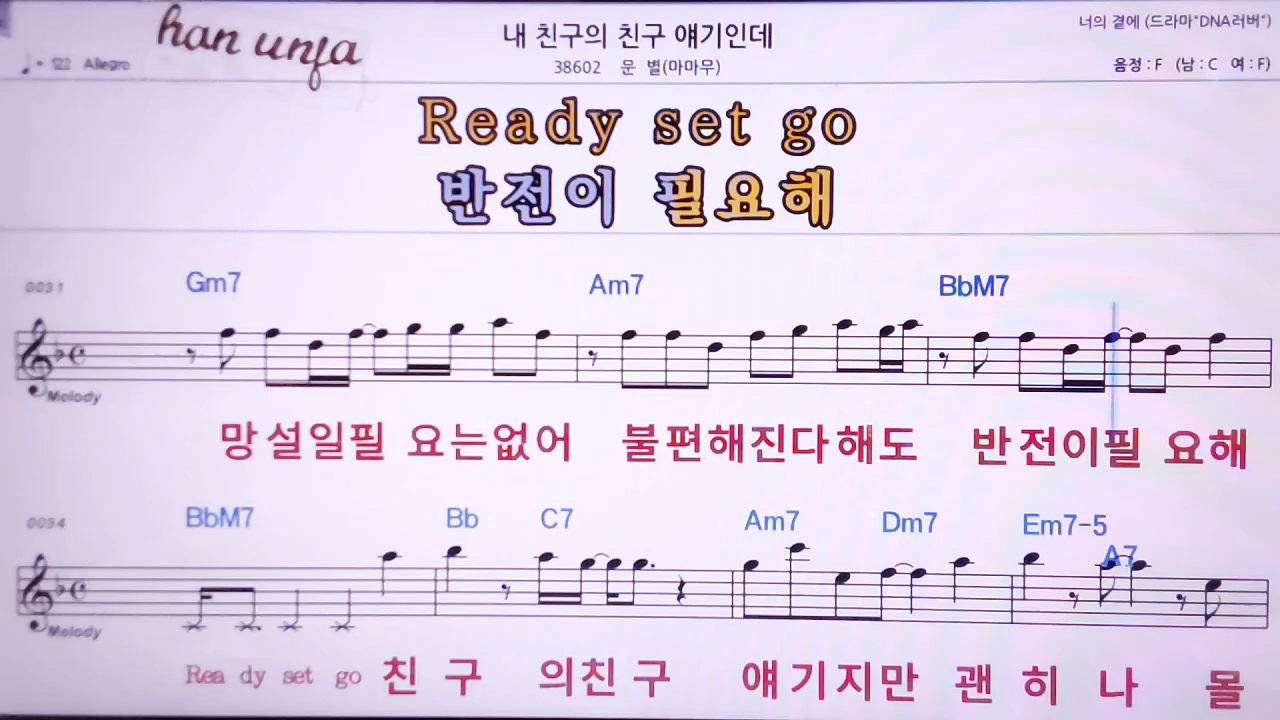 han unfa
내 친구의 친구 얘기인데
너의 곁에 (드라마"DNA러버")
♩= 122 Allegro
38602 문 별(마마무)
음정 : F (남 : C 여 : F)
Ready set go
반전이 필요해
0031 Gm7 Am7 BbM7
Melody
망설일필 요는없어 불편해진다해도 반전이필 요해
0034 BbM7 Bb C7 Am7 Dm7 Em7-5
A7
Melody
Rea dy set go 친 구 의친 구 얘기지만 괜 히 나 몰